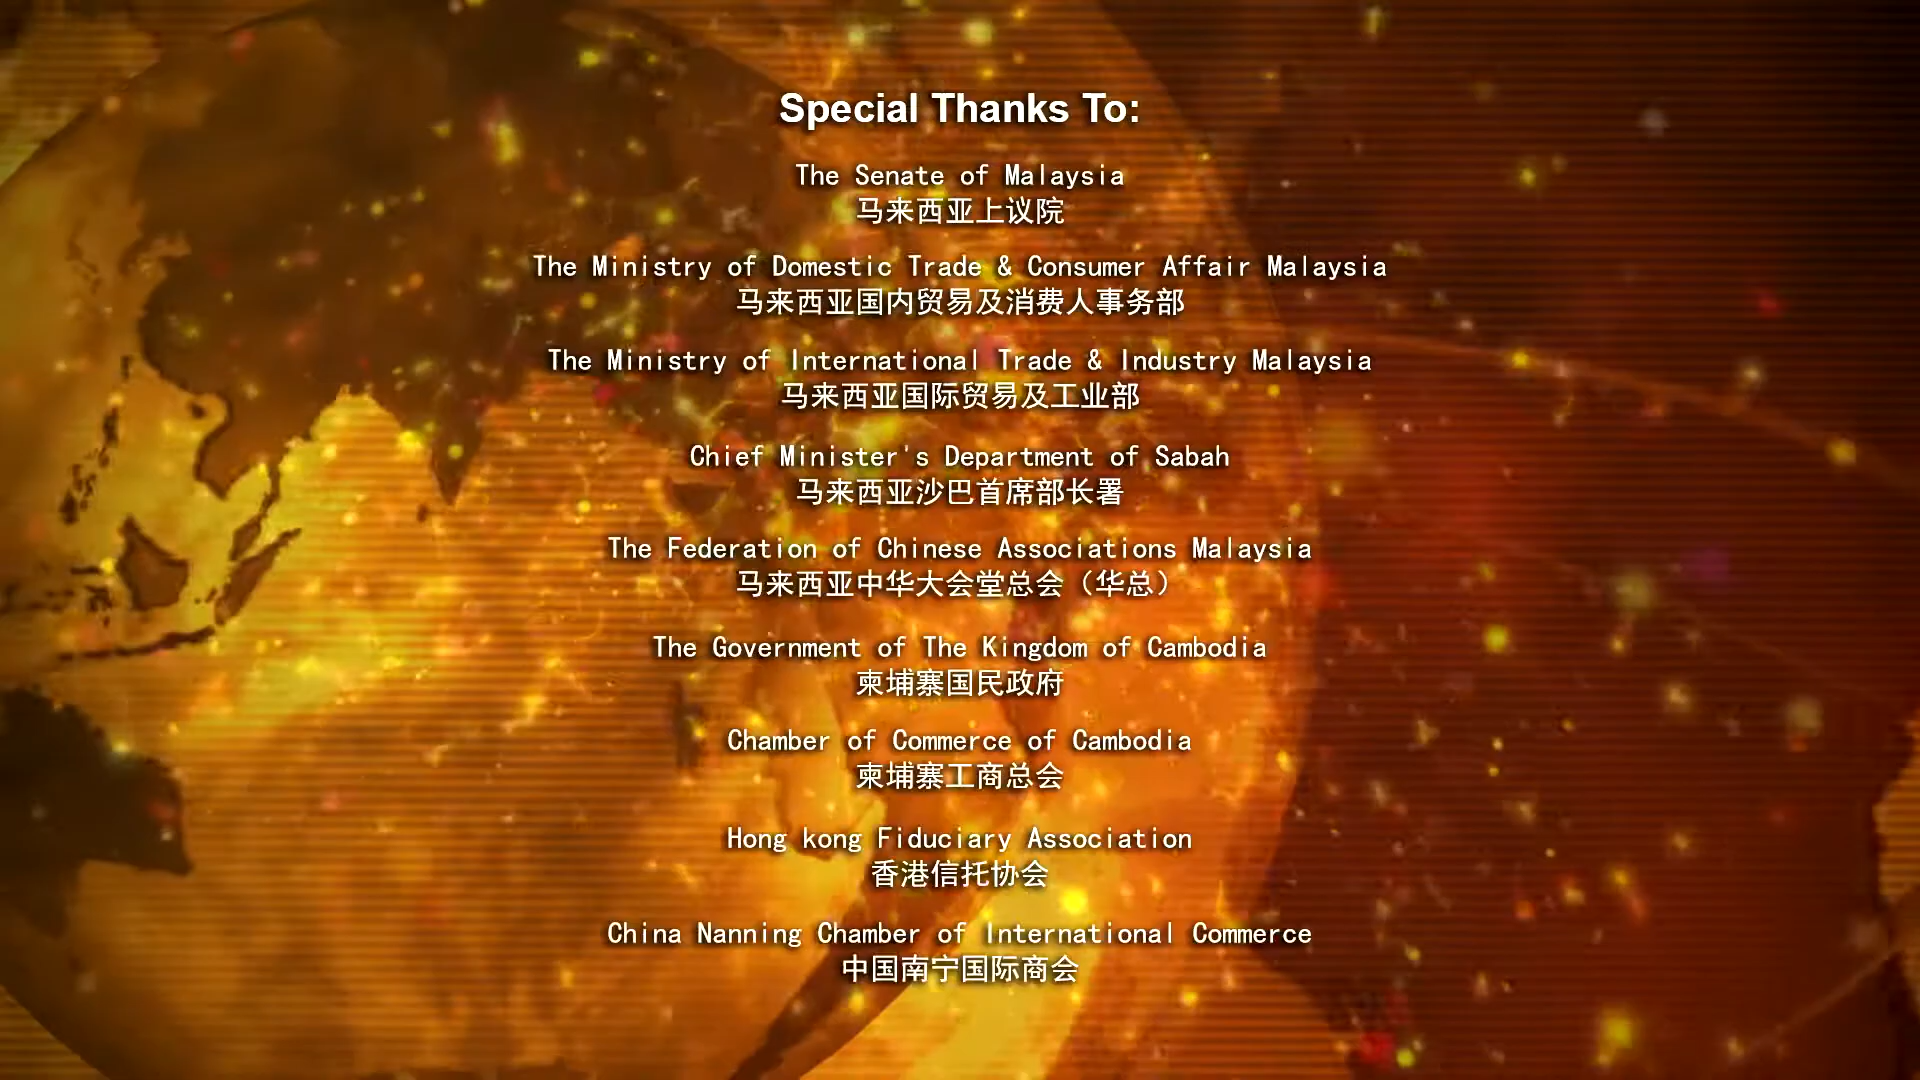 Special Thanks To:
The Senate of Malaysia
马来西亚上议院
The Ministry of Domestic Trade & Consumer Affair Malaysia
马来西亚国内贸易及消费人事务部
The Ministry of International Trade & Industry Malaysia
马来西亚国际贸易及工业部
Chief Minister's Department of Sabah
马来西亚沙巴首席部长署
The Federation of Chinese Associations Malaysia
马来西亚中华大会堂总会（华总）
The Government of The Kingdom of Cambodia
柬埔寨国民政府
Chamber of Commerce of Cambodia
柬埔寨工商总会
Hong kong Fiduciary Association
香港信托协会
China Nanning Chamber of International Commerce
中国南宁国际商会